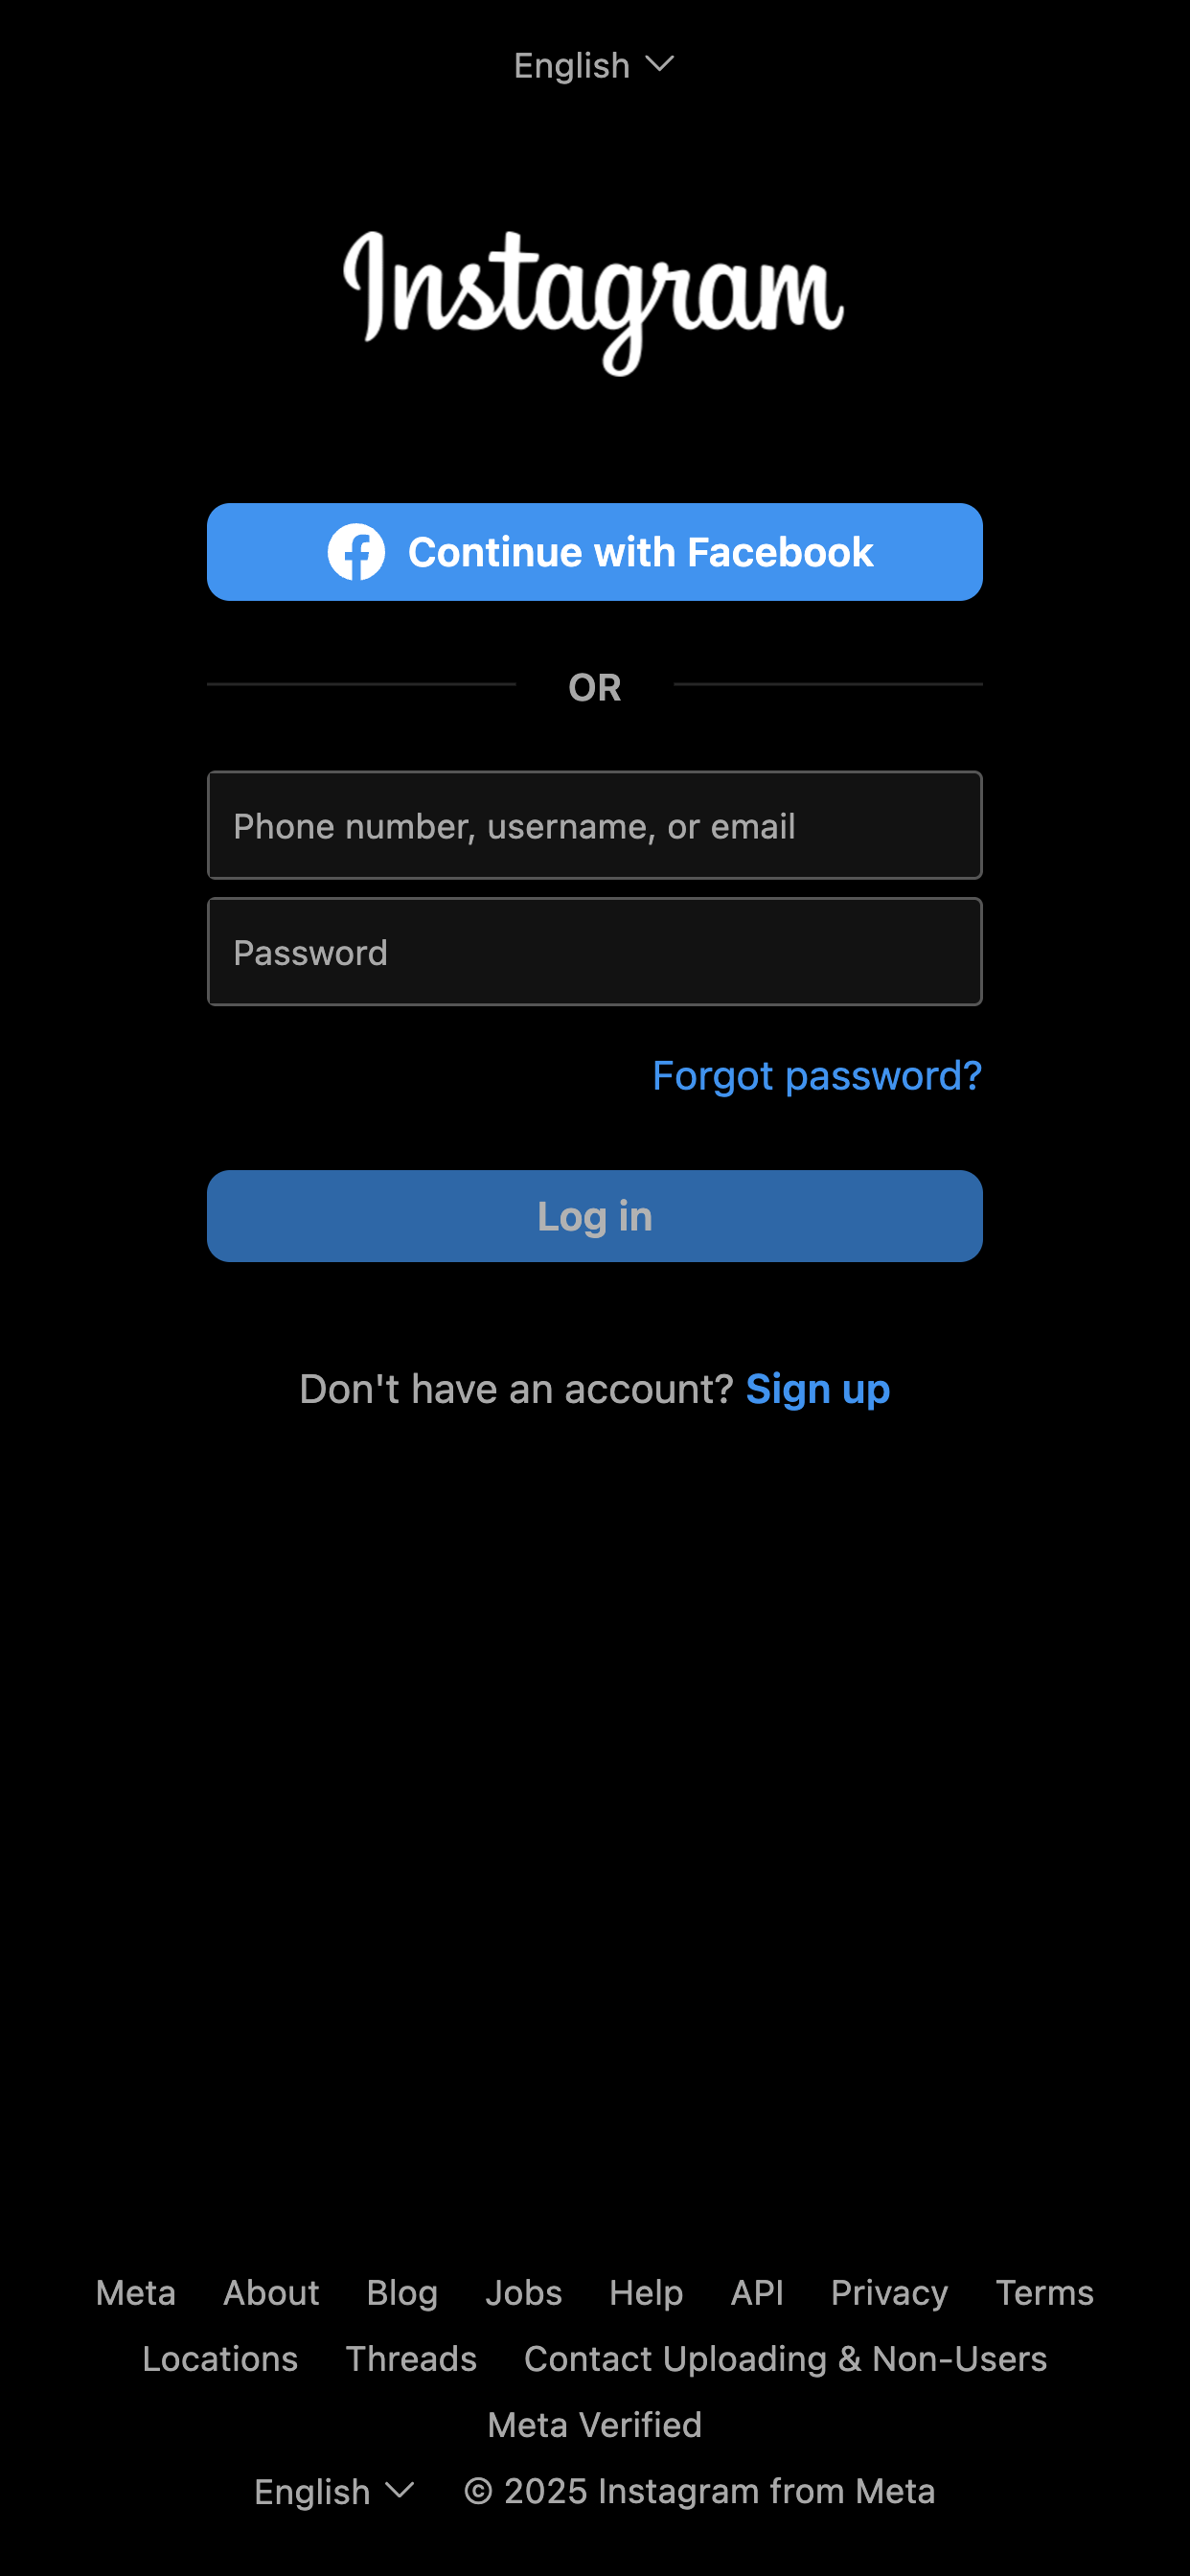 English
Instagram
Continue with Facebook
OR
Phone number, username, or email
Password
Forgot password?
Log in
Don't have an account? Sign up
Meta About Blog Jobs Help API Privacy Terms
Locations Threads Contact Uploading & Non-Users
Meta Verified
English © 2025 Instagram from Meta